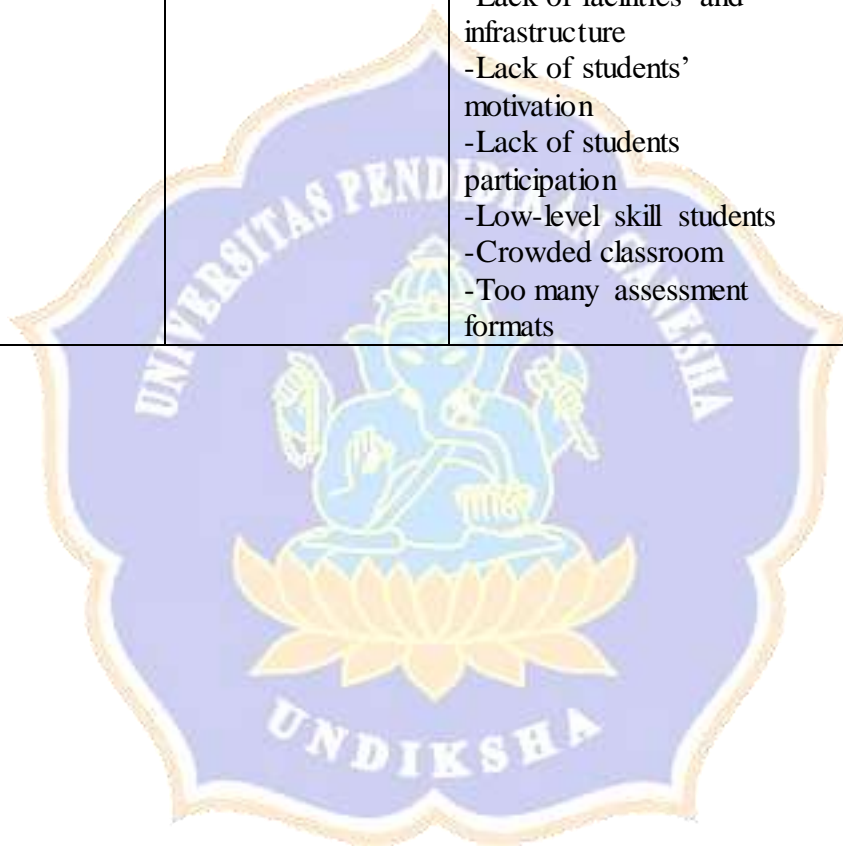 -Lack of facilities and
infrastructure
-Lack of students’
motivation
-Lack of students
participation
-Low-level skill students
-Crowded classroom
-Too many assessment
formats
UNIVERSITAS PENDIDIKAN GANESHA
UNDIKSHA